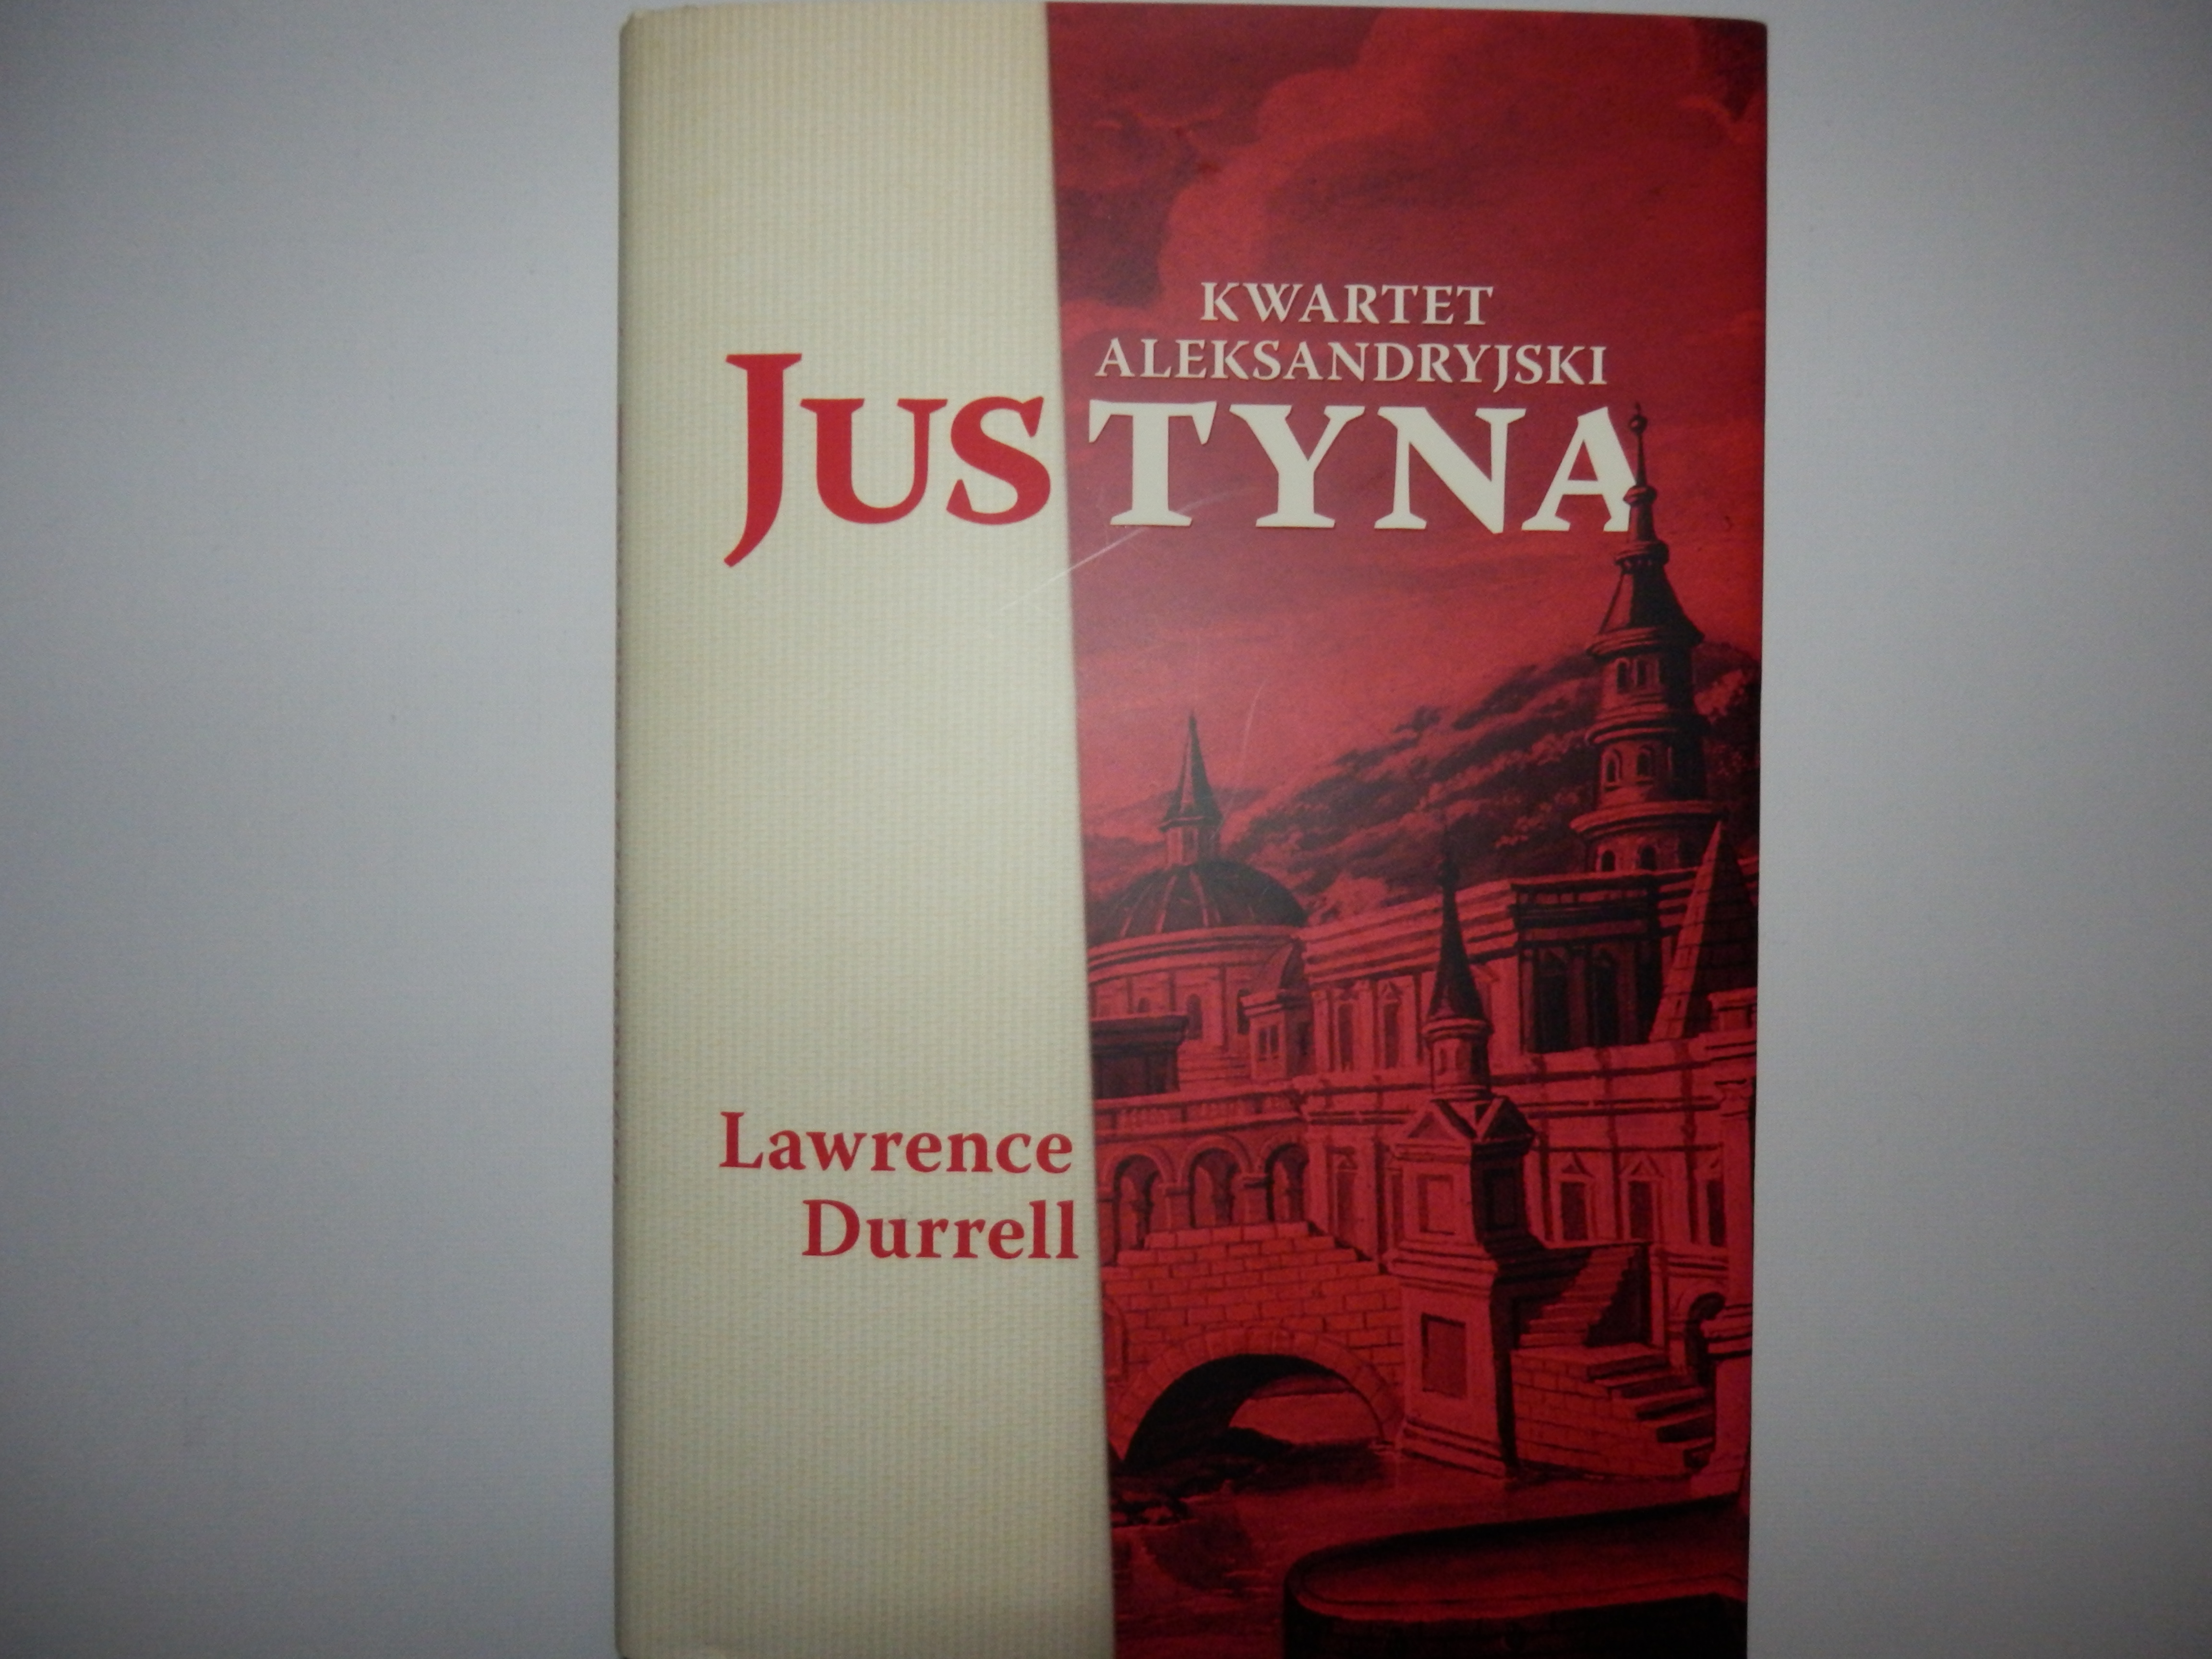 KWARTET
ALEKSANDRYJSKI
JUSTYNA
Lawrence
Durrell